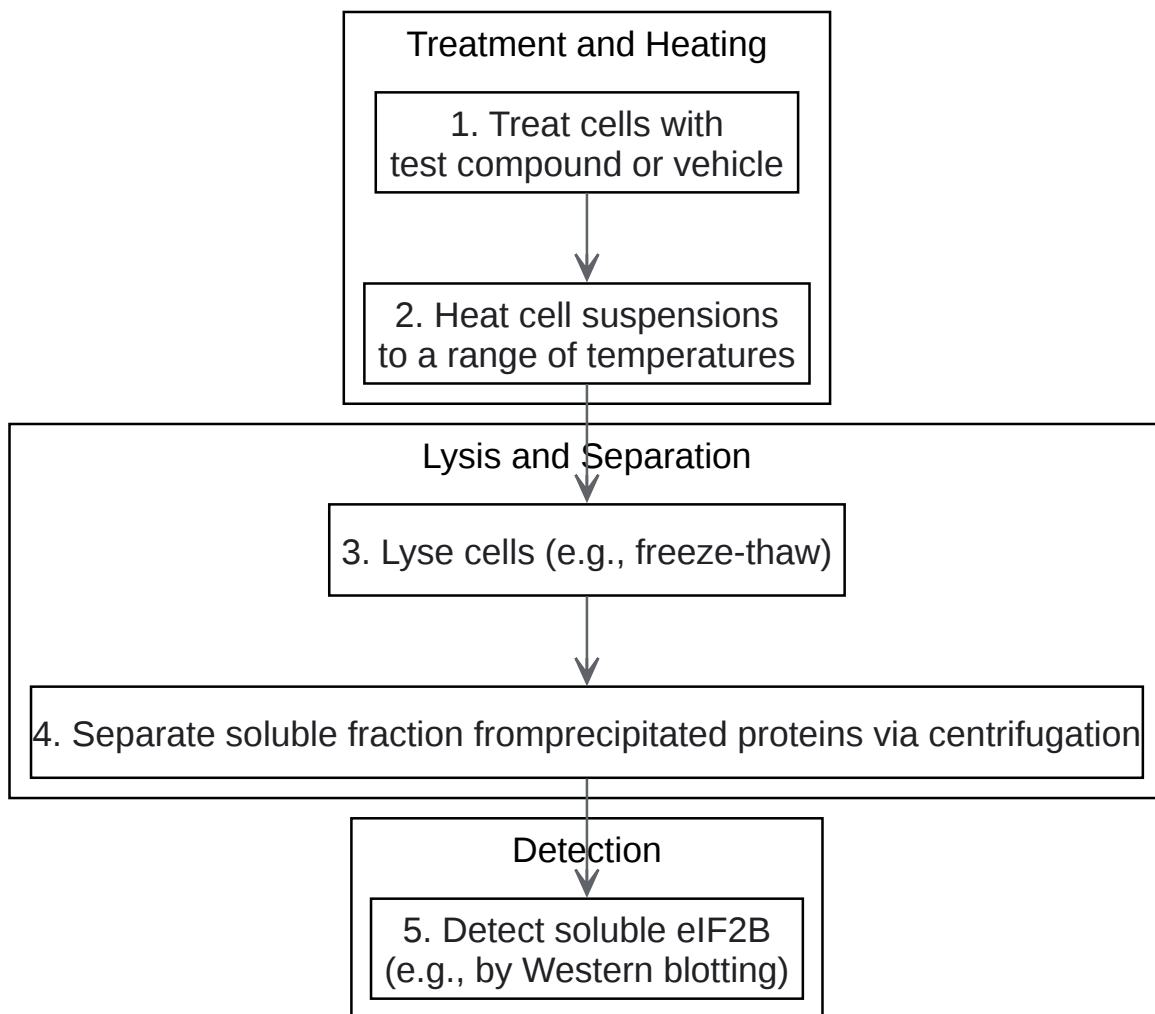 Treatment and Heating
1. Treat cells with
test compound or vehicle
2. Heat cell suspensions
to a range of temperatures
Lysis and Separation
3. Lyse cells (e.g., freeze-thaw)
4. Separate soluble fraction fromprecipitated proteins via centrifugation
Detection
5. Detect soluble eIF2B
(e.g., by Western blotting)